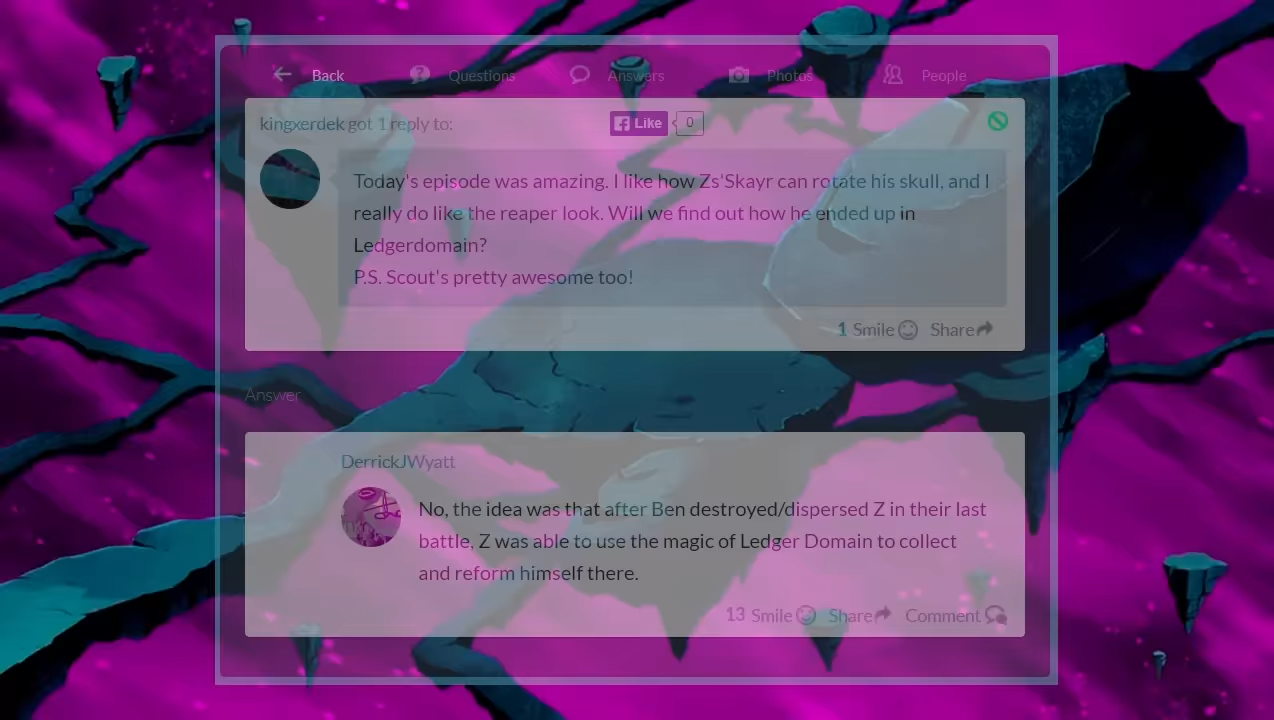 Back Questions Answers Photos People
kingxerdek got 1 reply to: Like 0
Today's episode was amazing. I like how Zs'Skayr can rotate his skull, and I
really do like the reaper look. Will we find out how he ended up in
Ledgerdomain?
P.S. Scout's pretty awesome too!
1 Smile Share
Answer
DerrickJWyatt
No, the idea was that after Ben destroyed/dispersed Z in their last
battle, Z was able to use the magic of Ledger Domain to collect
and reform himself there.
13 Smile Share Comment